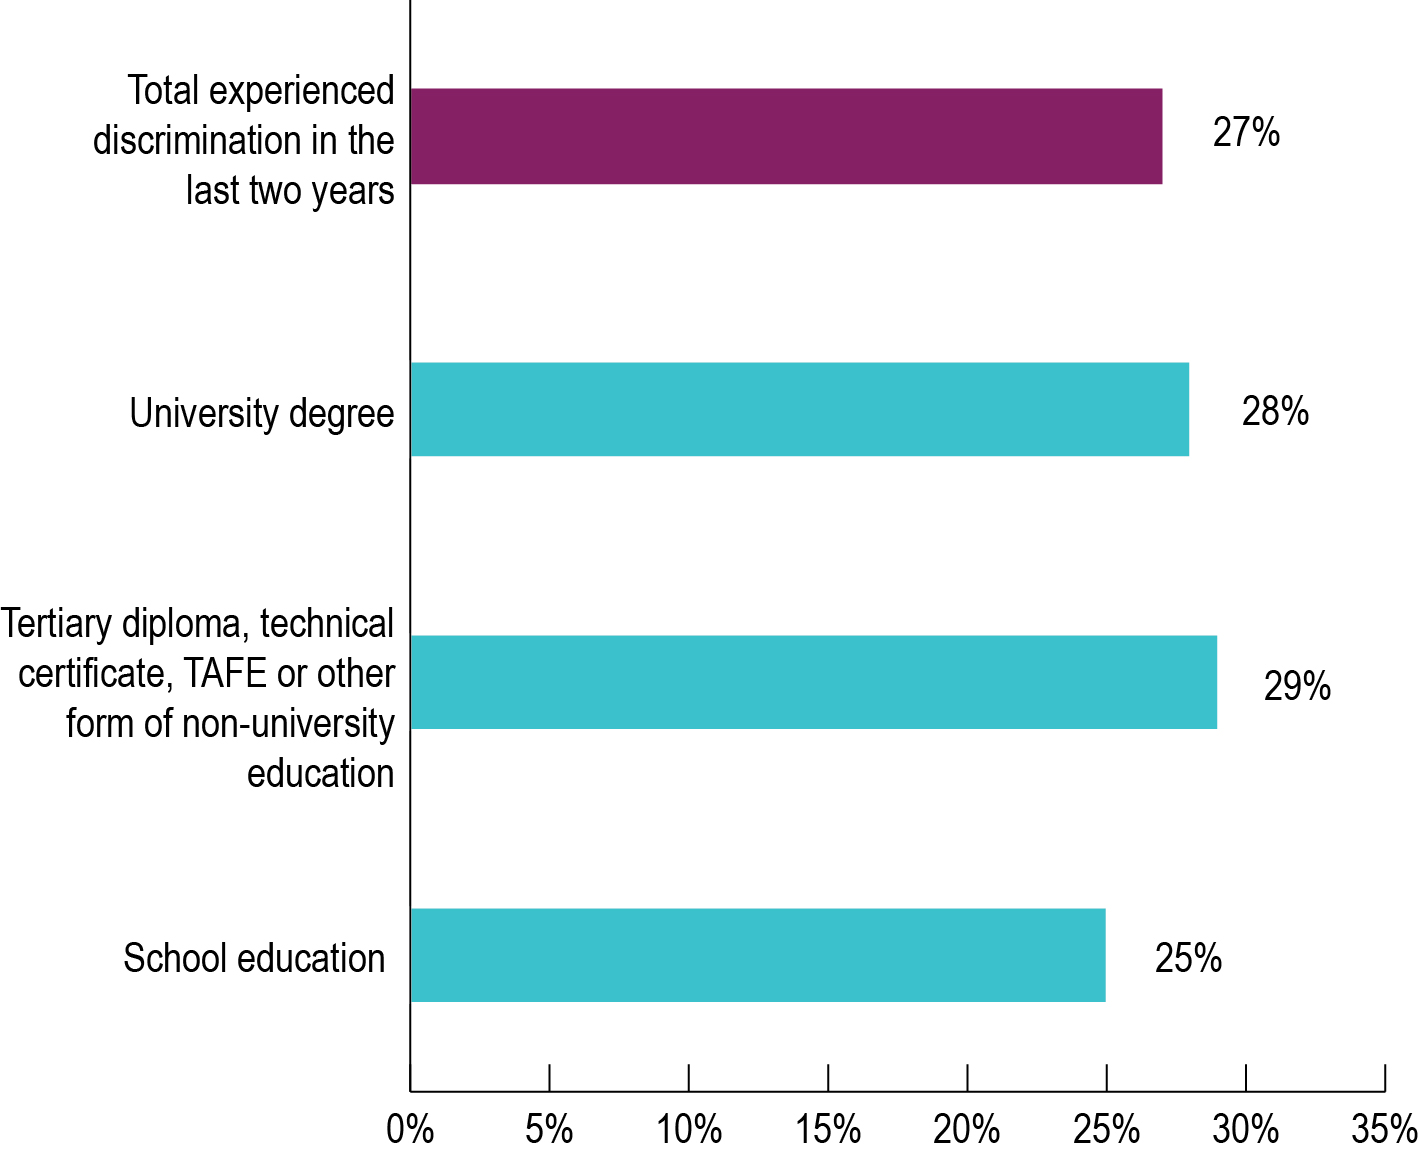 Total experienced
discrimination in the
last two years
27%
University degree
28%
Tertiary diploma, technical
certificate, TAFE or other
form of non-university
education
29%
School education
25%
0% 5% 10% 15% 20% 25% 30% 35%